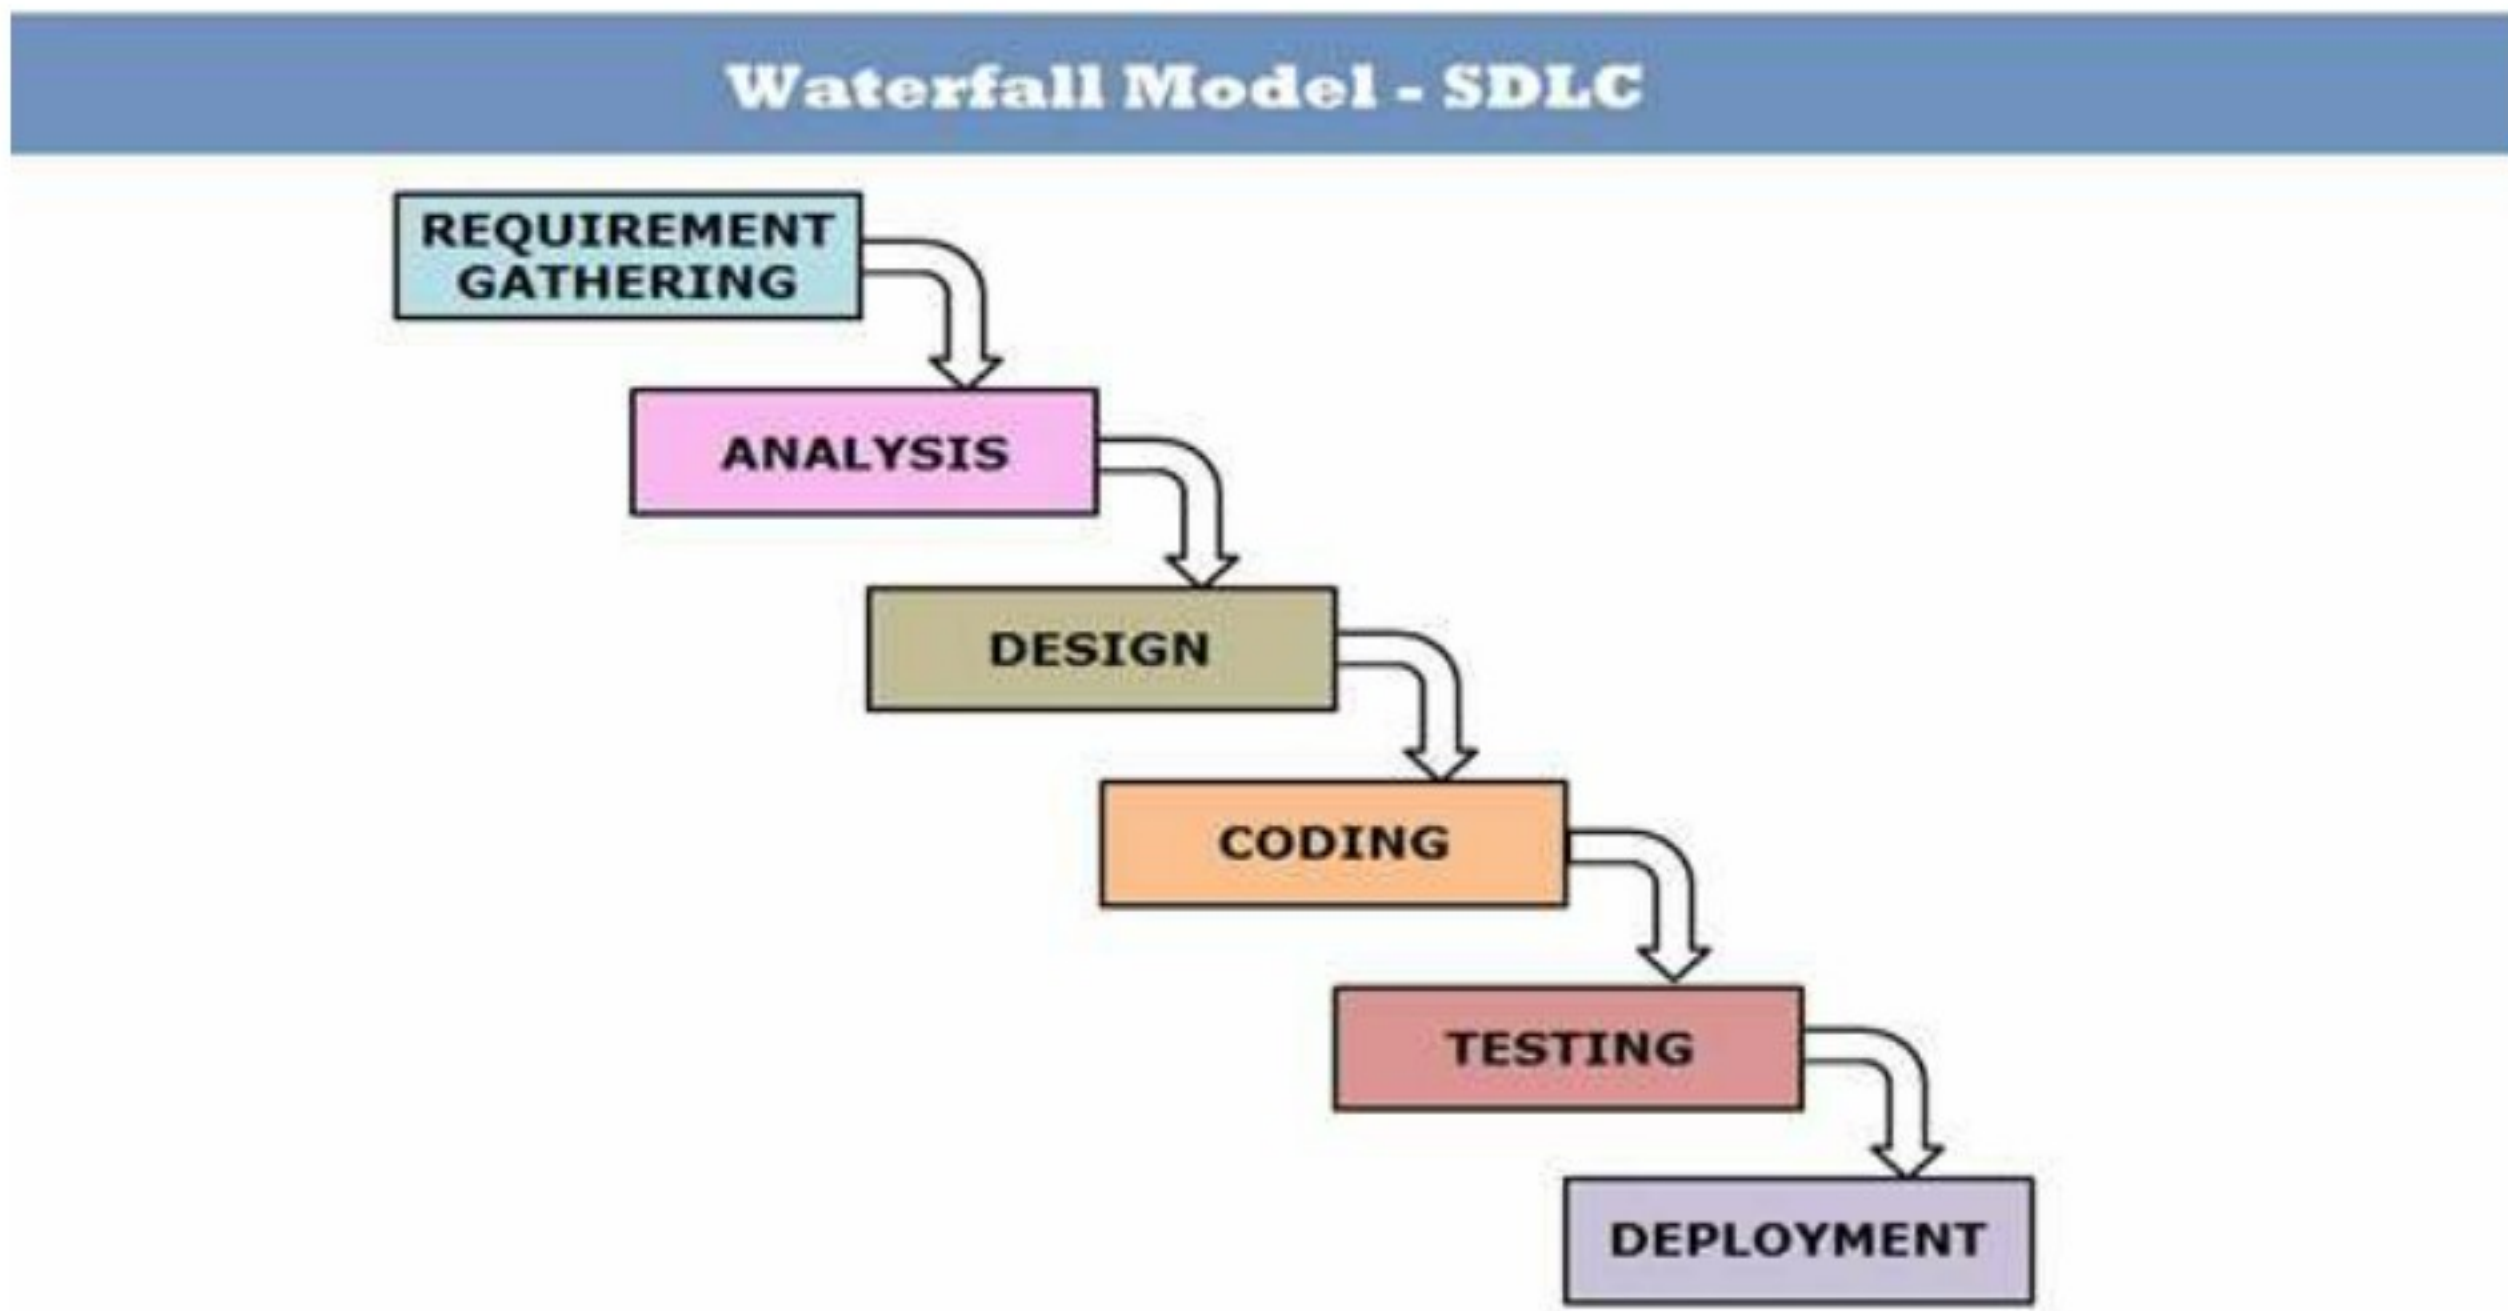 Waterfall Model - SDLC
REQUIREMENT
GATHERING
ANALYSIS
DESIGN
CODING
TESTING
DEPLOYMENT